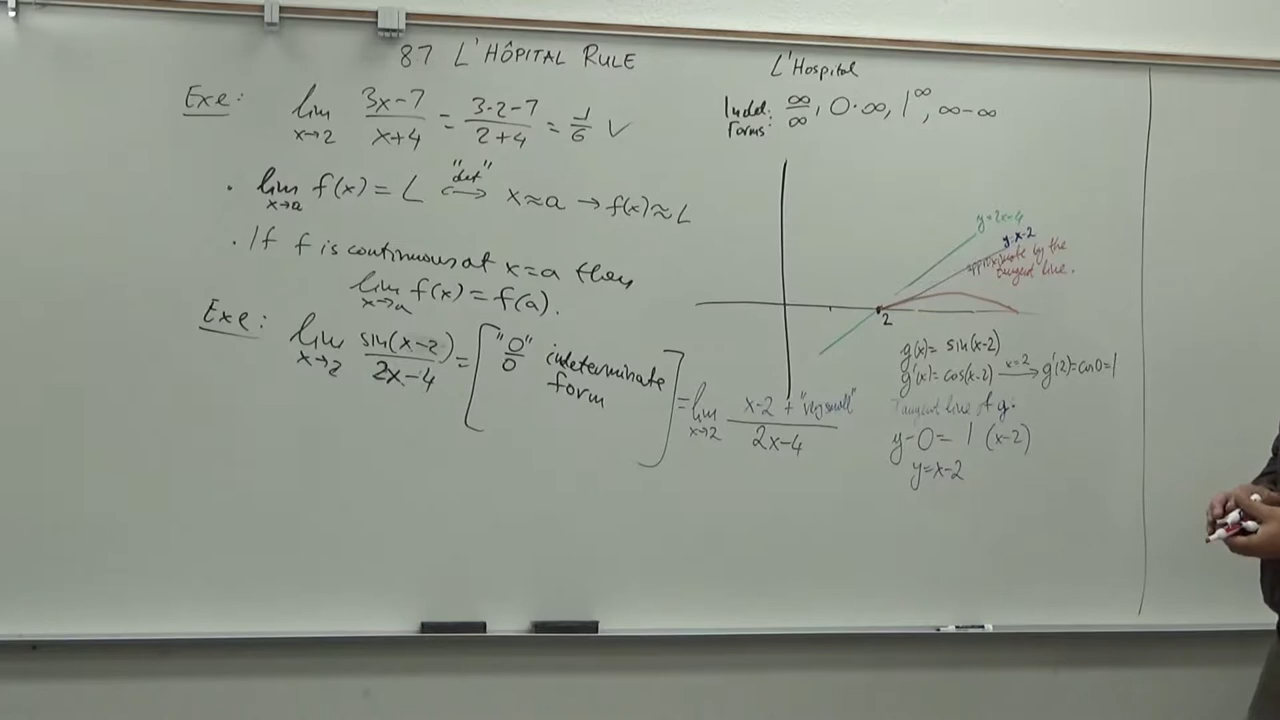 8.7 L'HÔPITAL RULE
L'Hospital
Exe: lim x→2 (3x-7)/(x+4) = (3·2-7)/(2+4) = -1/6 √
Indet. Forms: ∞/∞, 0·∞, 1^∞, ∞-∞
· lim x→a f(x) = L "def" ⟷ x≈a → f(x)≈L
· If f is continuous at x=a then
lim x→a f(x) = f(a).
Exe: lim x→2 sin(x-2)/(2x-4) = ["0/0" indeterminate form] = lim x→2 (x-2 + "very small")/(2x-4)
y=2x-4
y=x-2
approximate by the
tangent line.
2
g(x)= sin(x-2)
g'(x)= cos(x-2) x=2 → g'(2)=cos0=1
Tangent line of g:
y-0= 1 (x-2)
y=x-2